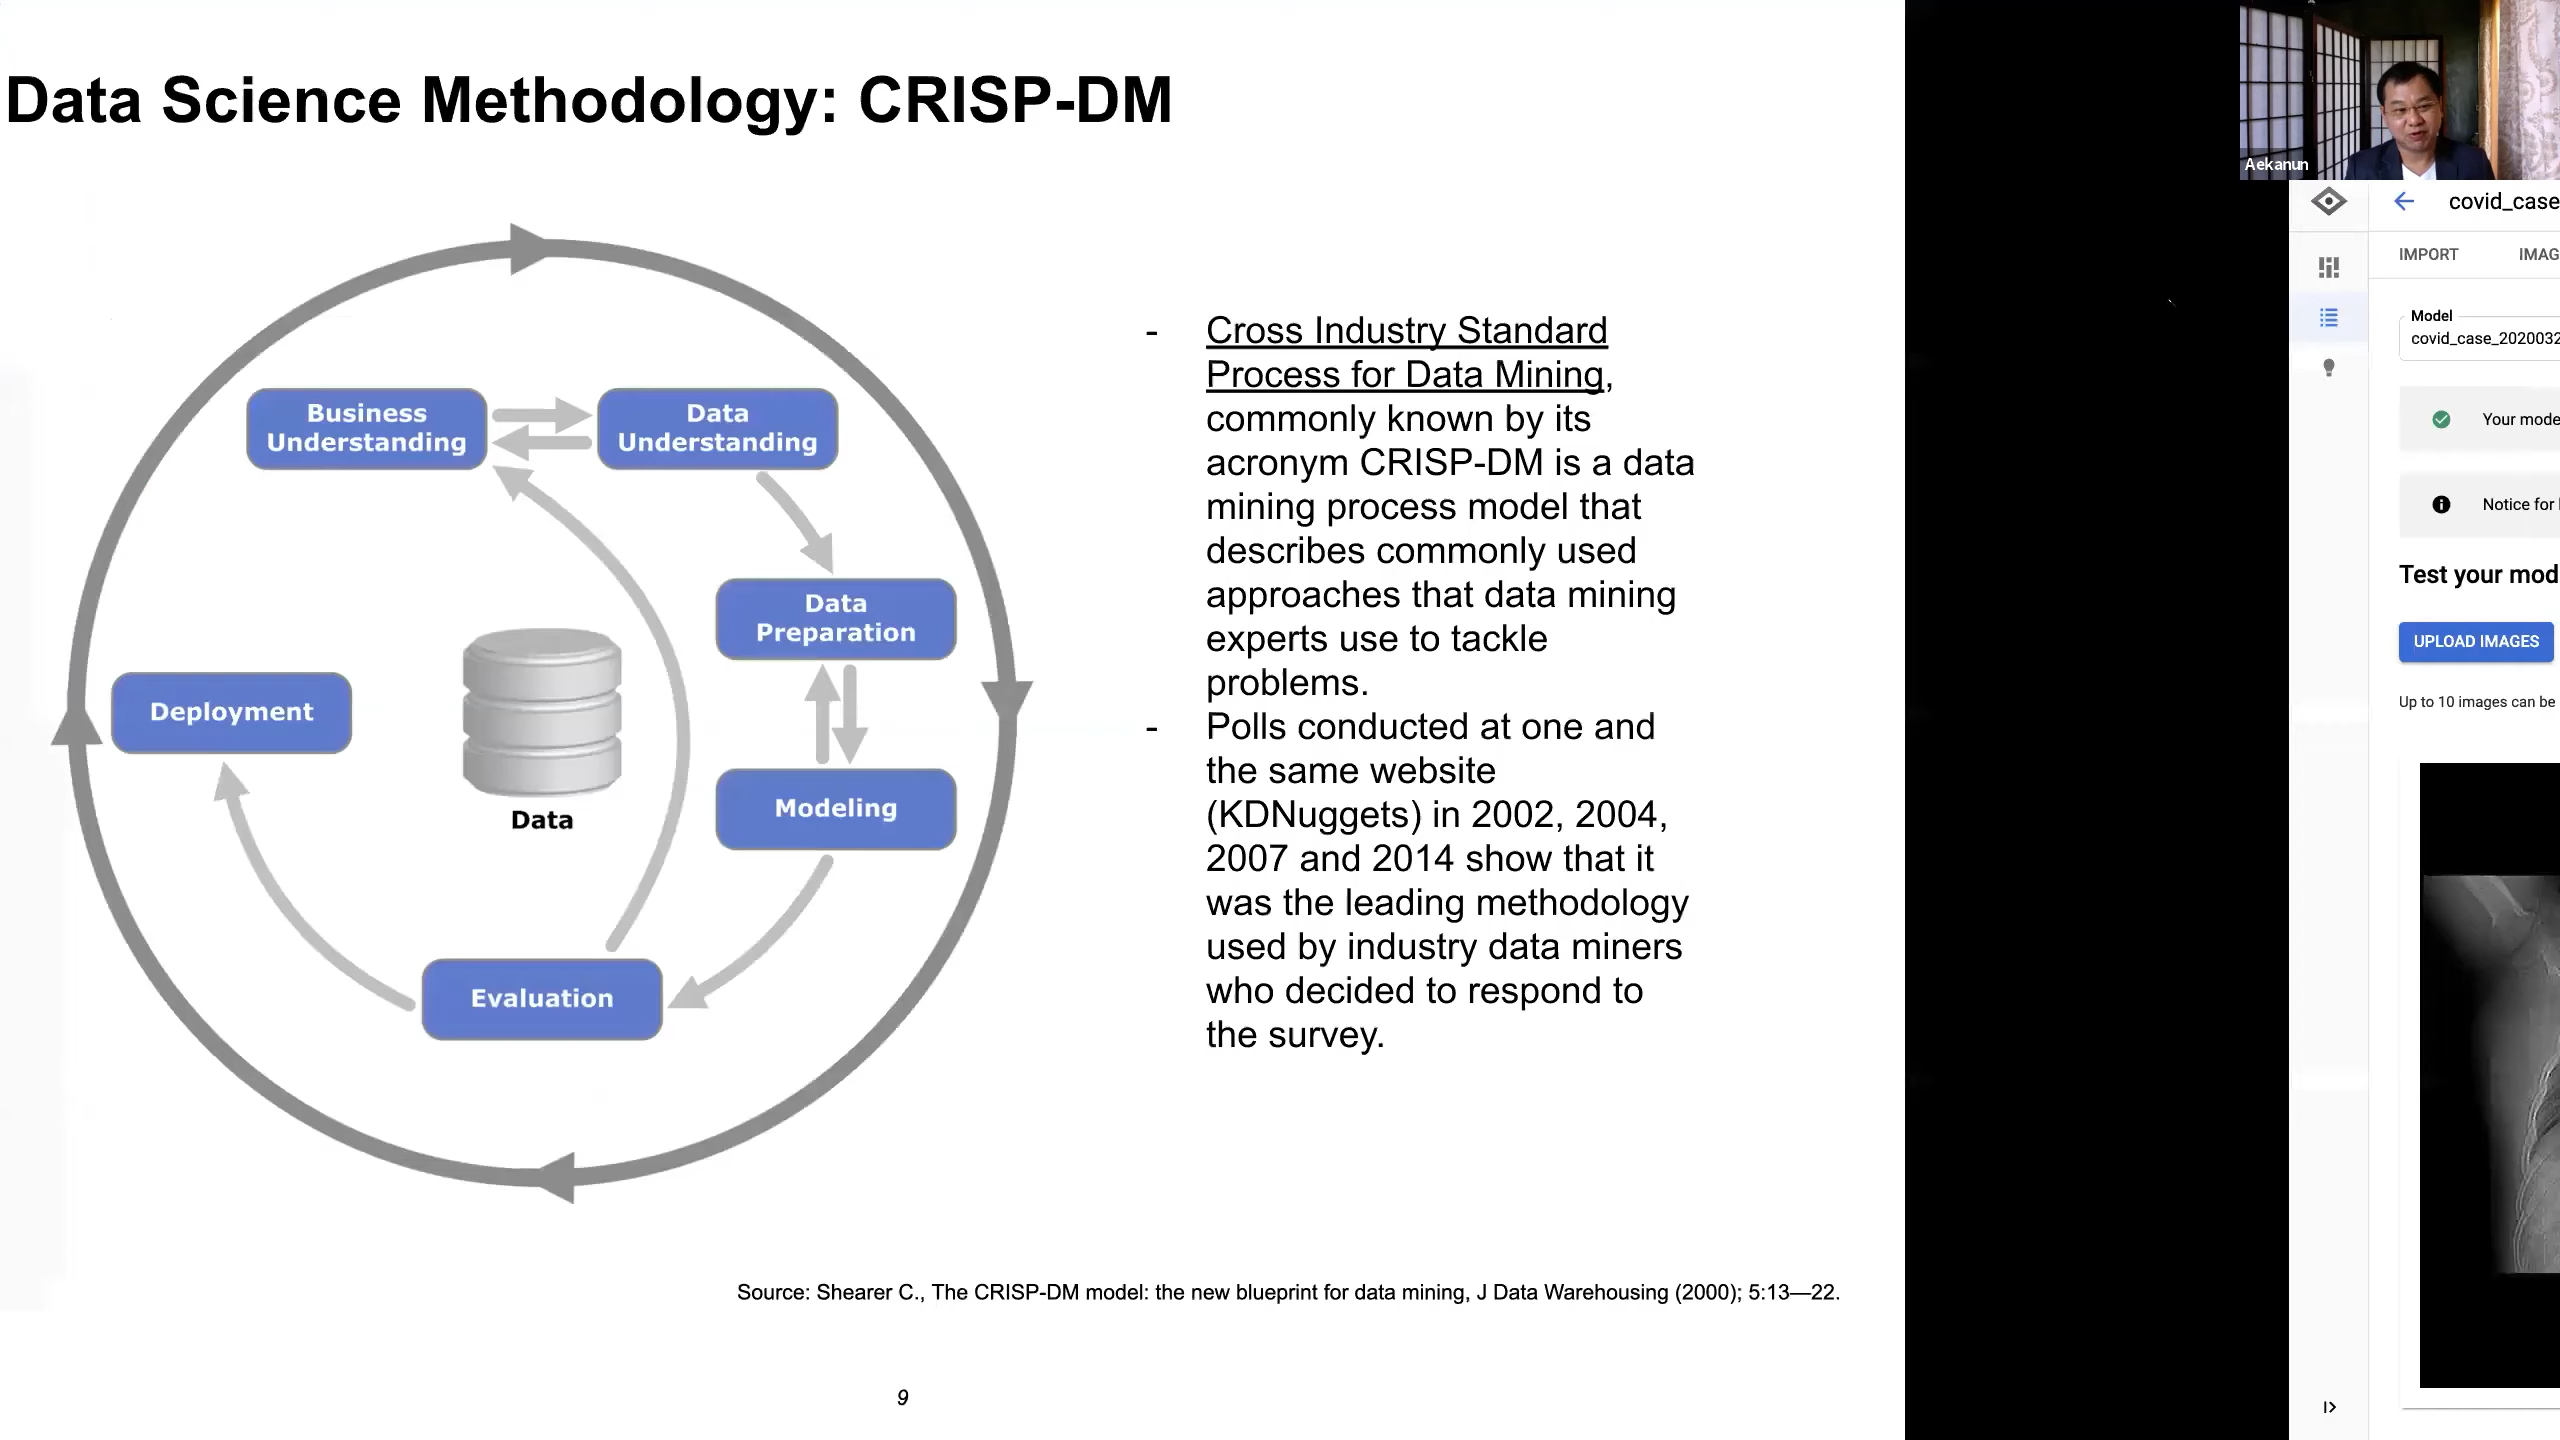 Data Science Methodology: CRISP-DM
Business
Understanding
Data
Understanding
Data
Preparation
Modeling
Evaluation
Deployment
Data
- Cross Industry Standard
Process for Data Mining,
commonly known by its
acronym CRISP-DM is a data
mining process model that
describes commonly used
approaches that data mining
experts use to tackle
problems.
- Polls conducted at one and
the same website
(KDNuggets) in 2002, 2004,
2007 and 2014 show that it
was the leading methodology
used by industry data miners
who decided to respond to
the survey.
Source: Shearer C., The CRISP-DM model: the new blueprint for data mining, J Data Warehousing (2000); 5:13—22.
9
Aekanun
covid_case
IMPORT IMAG
Model
covid_case_2020032
Your mode
Notice for
Test your mod
UPLOAD IMAGES
Up to 10 images can be